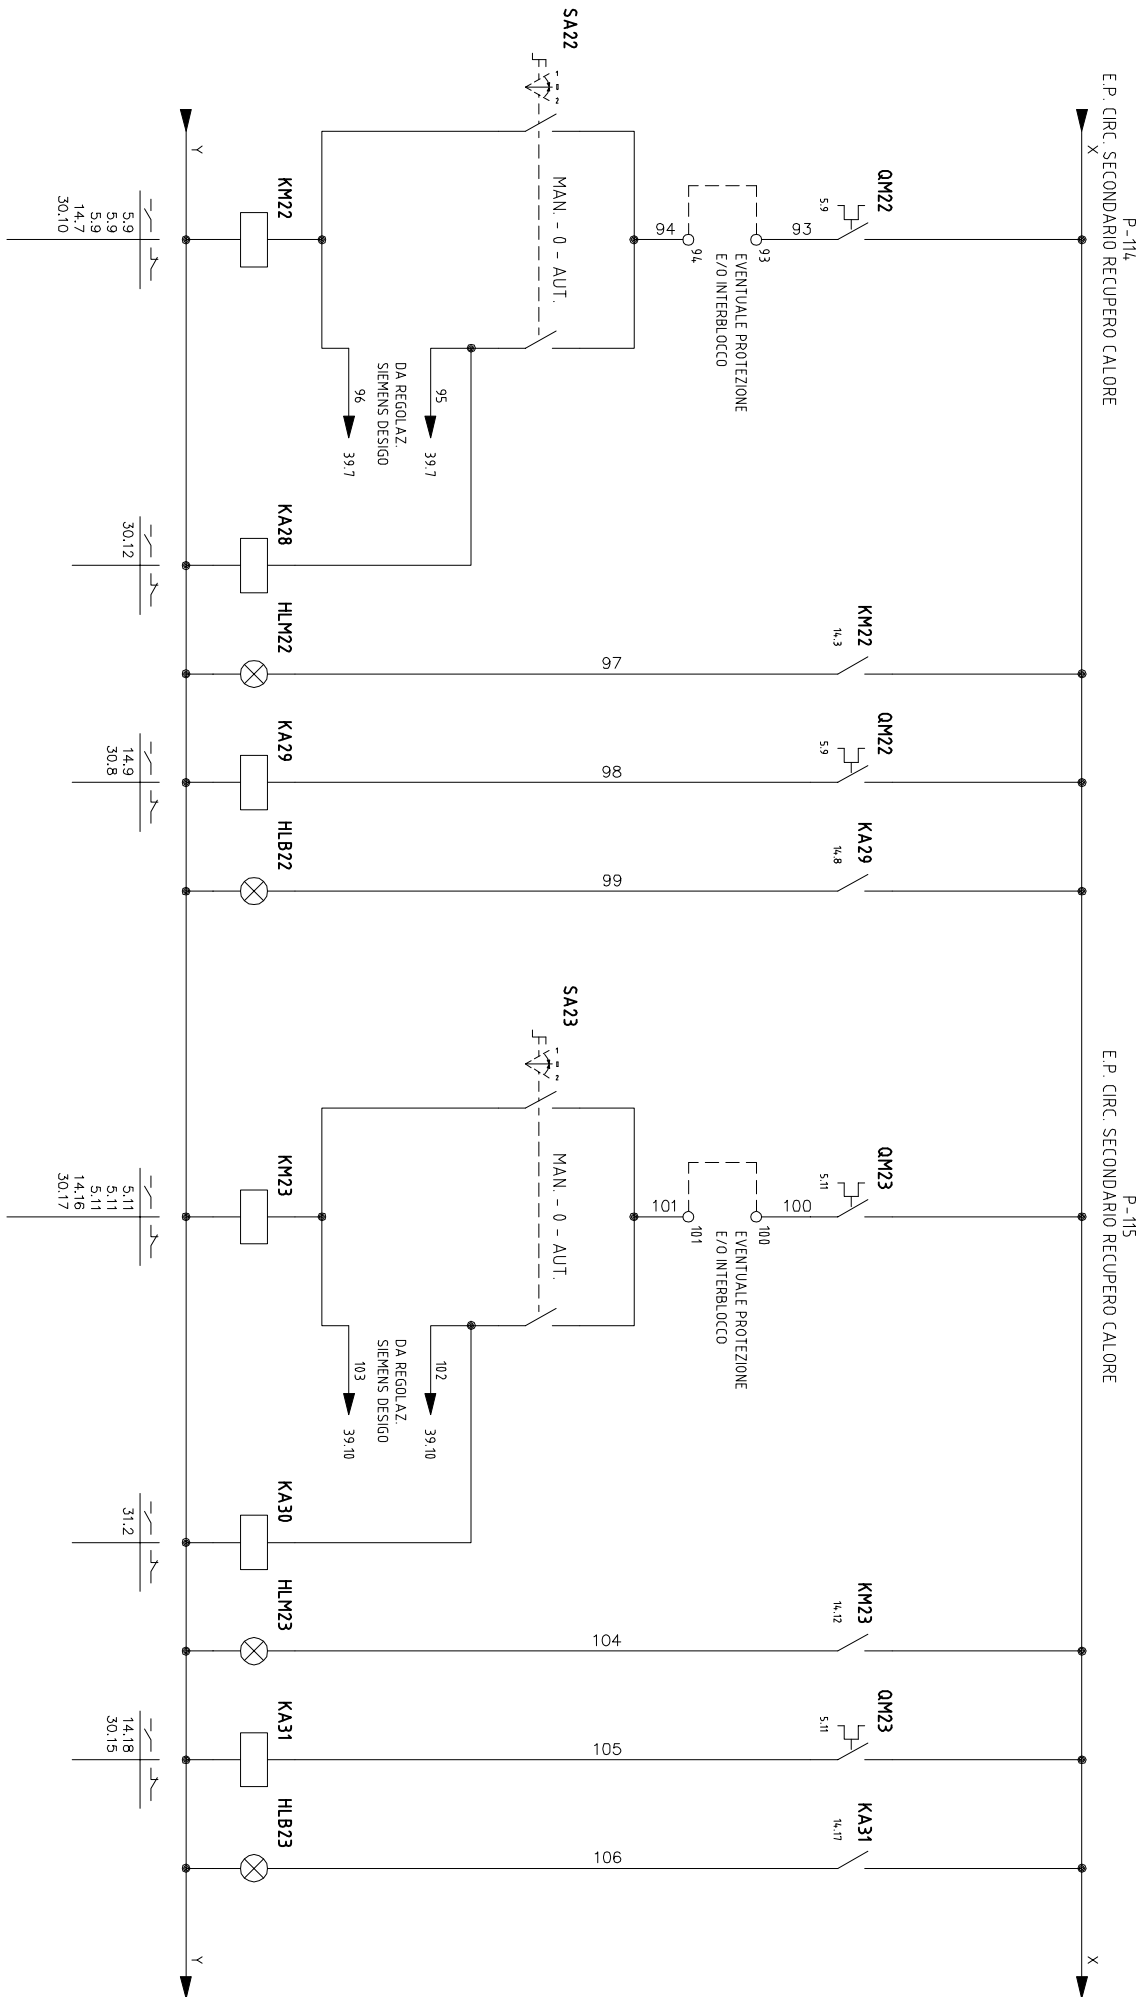 P-114
E.P. CIRC. SECONDARIO RECUPERO CALORE
P-115
E.P. CIRC. SECONDARIO RECUPERO CALORE
X
X
QM22
5.9
93
93
EVENTUALE PROTEZIONE
E/O INTERBLOCCO
94
94
SA22
1
0
2
MAN. - 0 - AUT.
95
39.7
DA REGOLAZ.
SIEMENS DESIGO
96
39.7
KM22
14.3
97
QM22
5.9
98
KA29
14.8
99
QM23
5.11
100
100
EVENTUALE PROTEZIONE
E/O INTERBLOCCO
101
101
SA23
1
0
2
MAN. - 0 - AUT.
102
39.10
DA REGOLAZ.
SIEMENS DESIGO
103
39.10
KM23
14.12
104
QM23
5.11
105
KA31
14.17
106
KM22
KA28
HLM22
KA29
HLB22
KM23
KA30
HLM23
KA31
HLB23
Y
Y
5.9
5.9
5.9
14.7
30.10
30.12
14.9
30.8
5.11
5.11
5.11
14.16
30.17
31.2
14.18
30.15